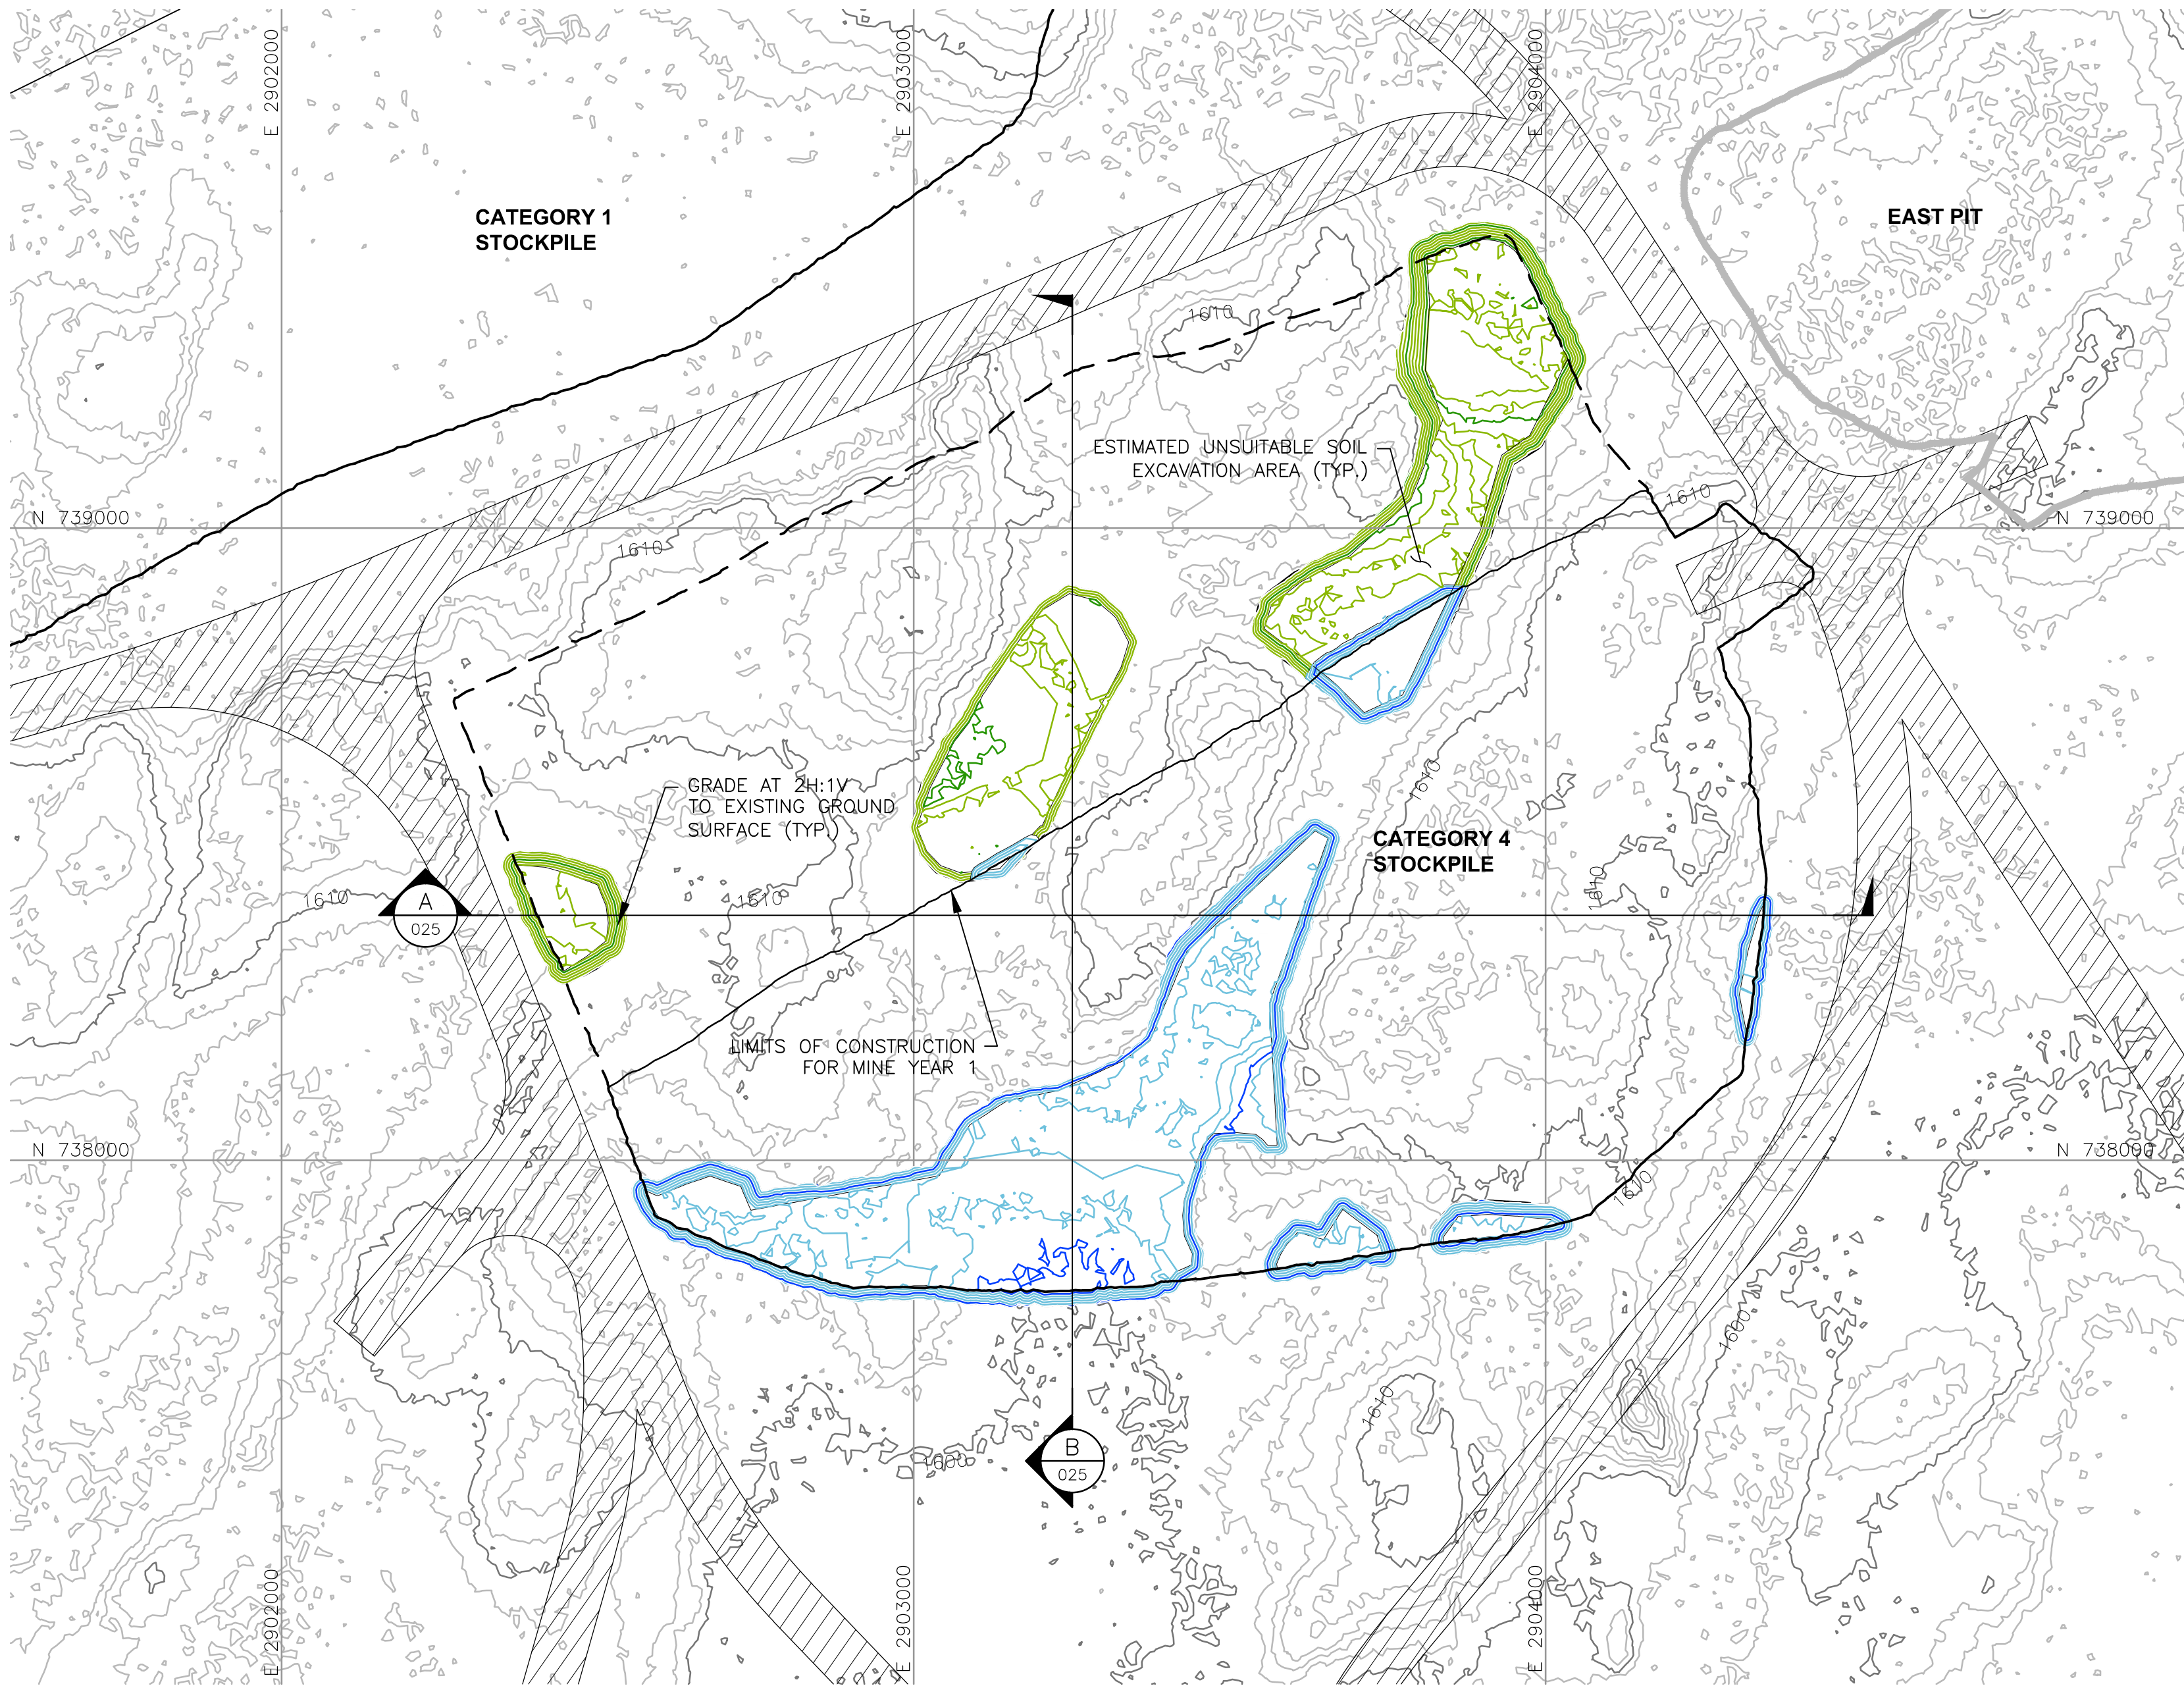 E 2902000
E 2903000
E 2904000
CATEGORY 1
STOCKPILE
EAST PIT
1610
ESTIMATED UNSUITABLE SOIL
EXCAVATION AREA (TYP.)
1610
N 739000
N 739000
1610
GRADE AT 2H:1V
TO EXISTING GROUND
SURFACE (TYP.)
1610
CATEGORY 4
STOCKPILE
A
025
1610
1610
1610
LIMITS OF CONSTRUCTION
FOR MINE YEAR 1
N 738000
N 738000
1610
1600
1610
B
025
1600
E 2902000
E 2903000
E 2904000